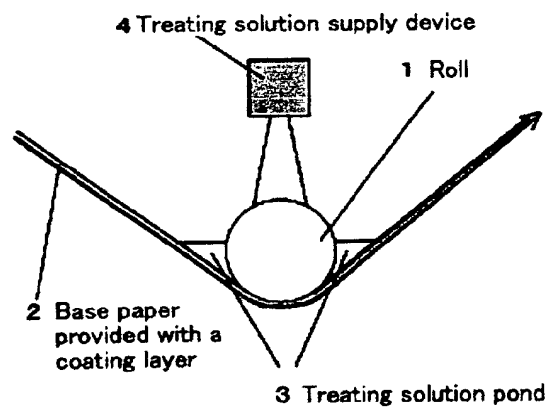 4 Treating solution supply device
1 Roll
2 Base paper
provided with a
coating layer
3 Treating solution pond